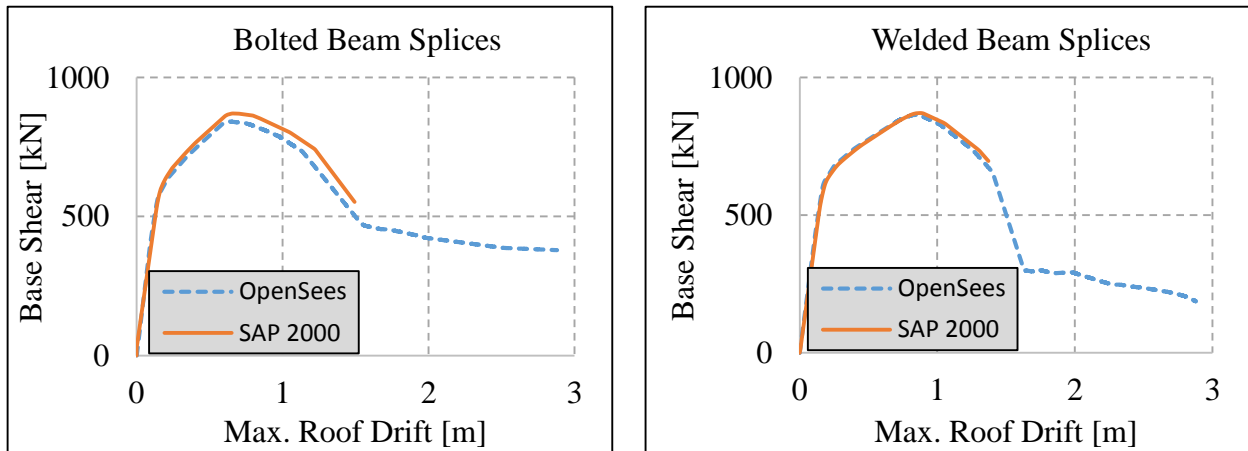 Bolted Beam Splices
1000
500
0
Base Shear [kN]
OpenSees
SAP 2000
0 1 2 3
Max. Roof Drift [m]
Welded Beam Splices
1000
500
0
Base Shear [kN]
OpenSees
SAP 2000
0 1 2 3
Max. Roof Drift [m]